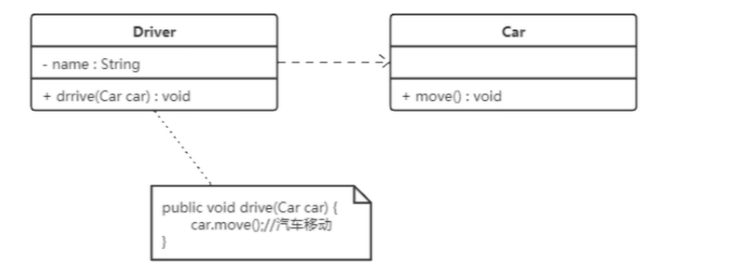 Driver
- name : String
+ drrive(Car car) : void
Car
+ move() : void
public void drive(Car car) {
car.move();//汽车移动
}